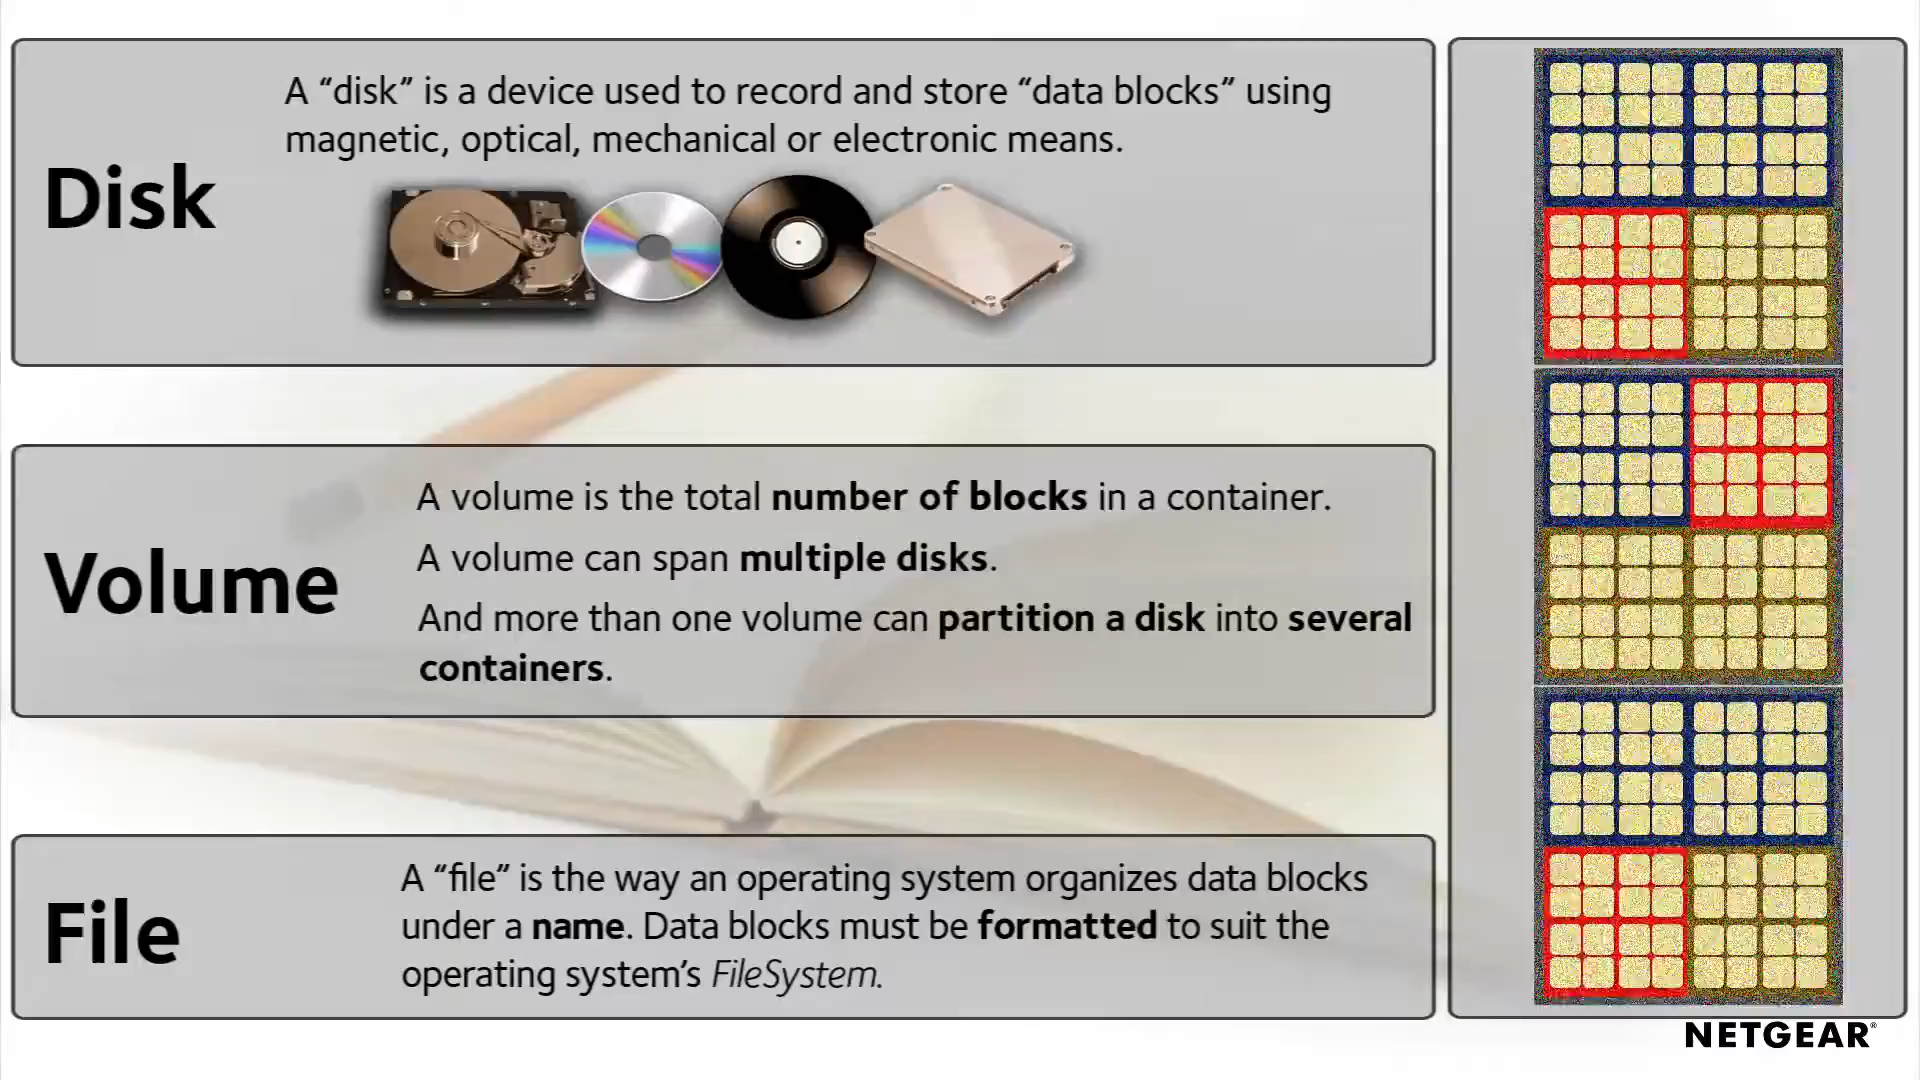 Disk
A “disk” is a device used to record and store “data blocks” using
magnetic, optical, mechanical or electronic means.
Volume
A volume is the total number of blocks in a container.
A volume can span multiple disks.
And more than one volume can partition a disk into several
containers.
File
A “file” is the way an operating system organizes data blocks
under a name. Data blocks must be formatted to suit the
operating system’s FileSystem.
NETGEAR®